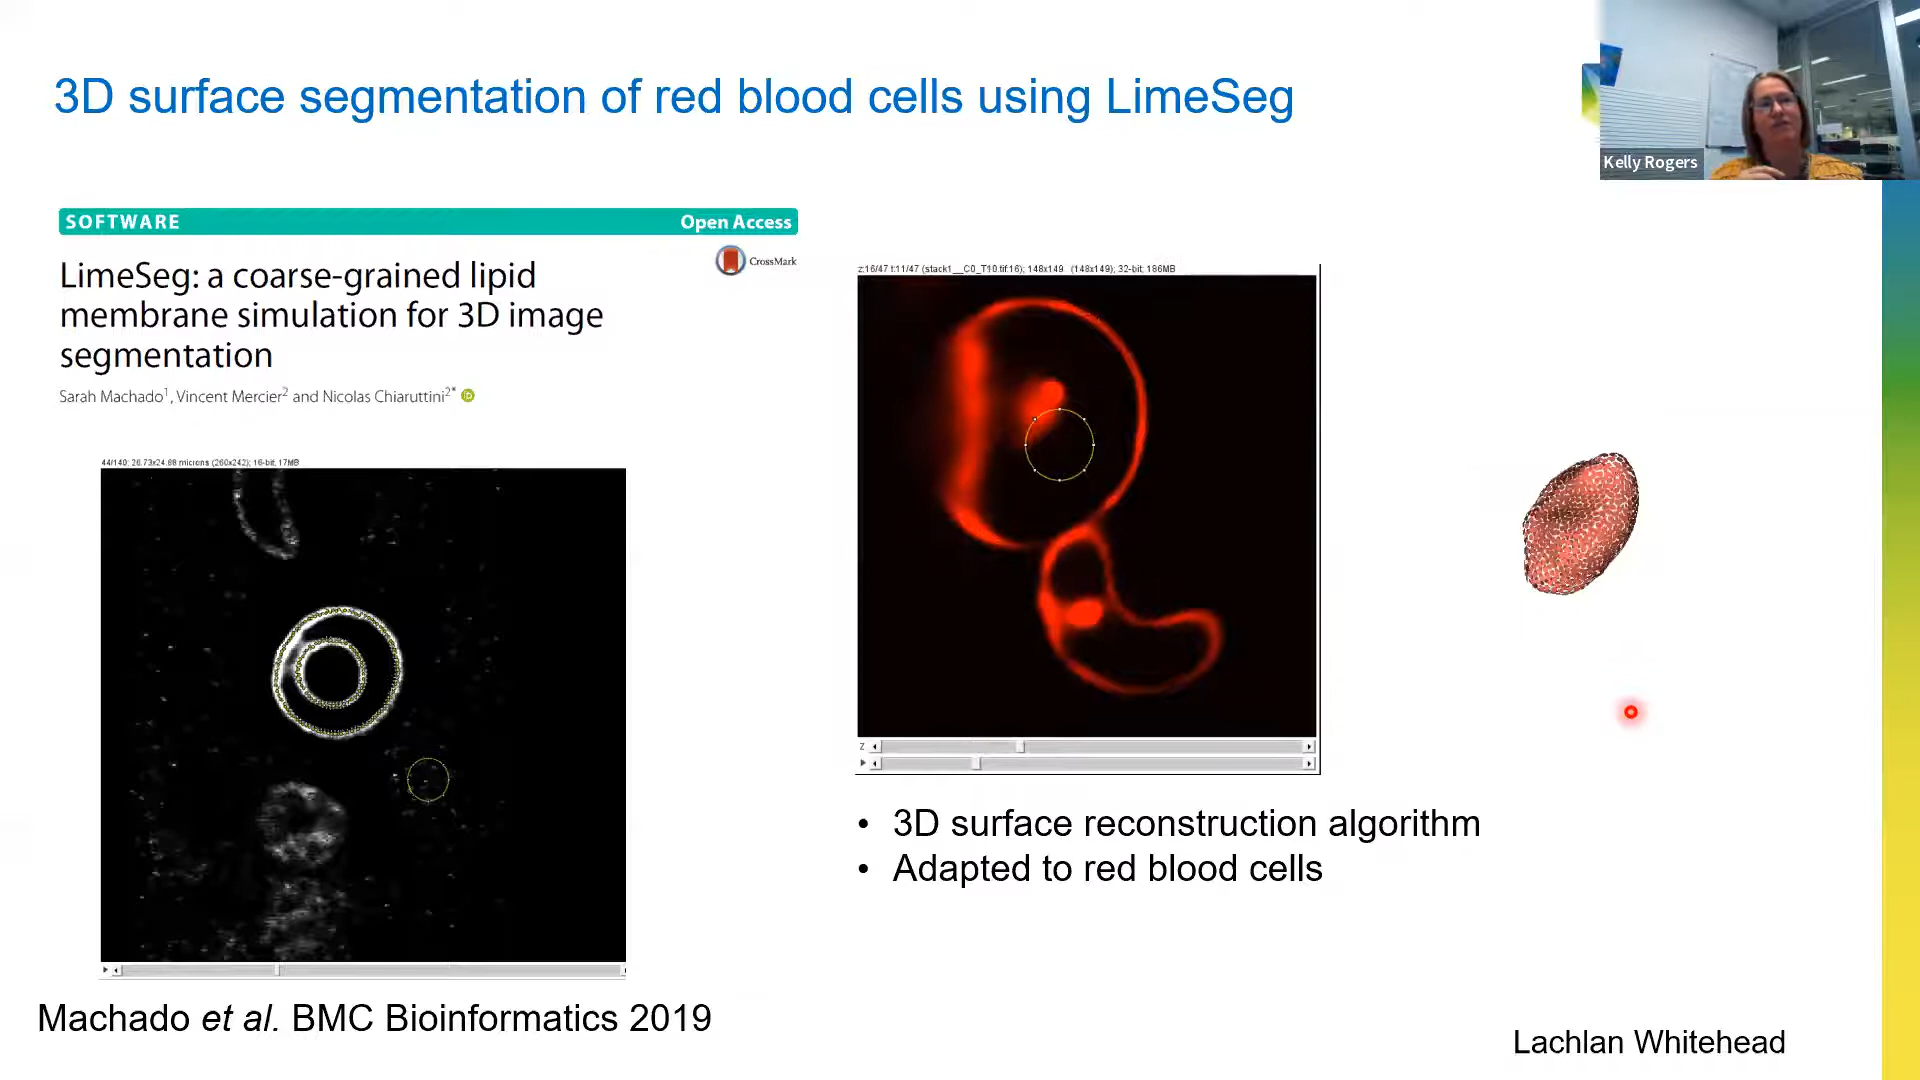 3D surface segmentation of red blood cells using LimeSeg
Kelly Rogers
SOFTWARE Open Access
CrossMark
LimeSeg: a coarse-grained lipid
membrane simulation for 3D image
segmentation
Sarah Machado1, Vincent Mercier2 and Nicolas Chiaruttini2*
iD
44/140; 26.73x24.88 microns (260x242); 16-bit; 17MB
z:16/47 t:11/47 (stack1__C0_T10.tif:16); 148x149 (148x149); 32-bit; 186MB
z
• 3D surface reconstruction algorithm
• Adapted to red blood cells
Machado et al. BMC Bioinformatics 2019
Lachlan Whitehead